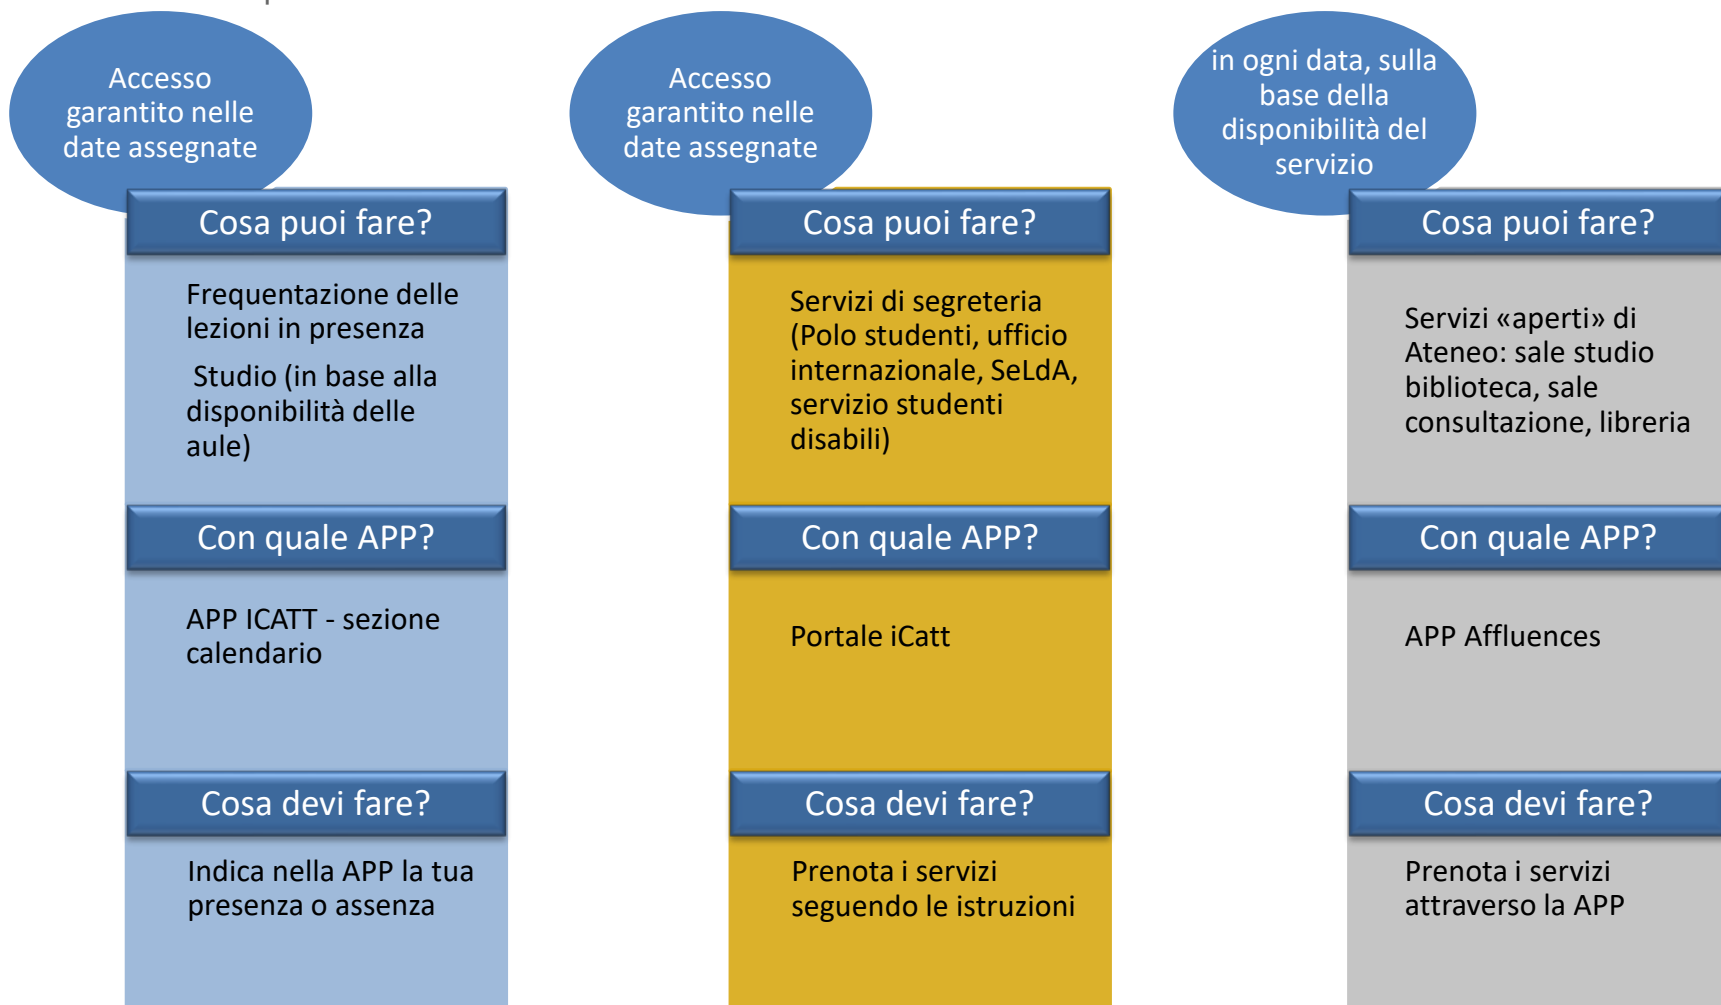 Accesso
garantito nelle
date assegnate
Cosa puoi fare?
Frequentazione delle
lezioni in presenza
Studio (in base alla
disponibilità delle
aule)
Con quale APP?
APP ICATT - sezione
calendario
Cosa devi fare?
Indica nella APP la tua
presenza o assenza
Accesso
garantito nelle
date assegnate
Cosa puoi fare?
Servizi di segreteria
(Polo studenti, ufficio
internazionale, SeLdA,
servizio studenti
disabili)
Con quale APP?
Portale iCatt
Cosa devi fare?
Prenota i servizi
seguendo le istruzioni
in ogni data, sulla
base della
disponibilità del
servizio
Cosa puoi fare?
Servizi «aperti» di
Ateneo: sale studio
biblioteca, sale
consultazione, libreria
Con quale APP?
APP Affluences
Cosa devi fare?
Prenota i servizi
attraverso la APP